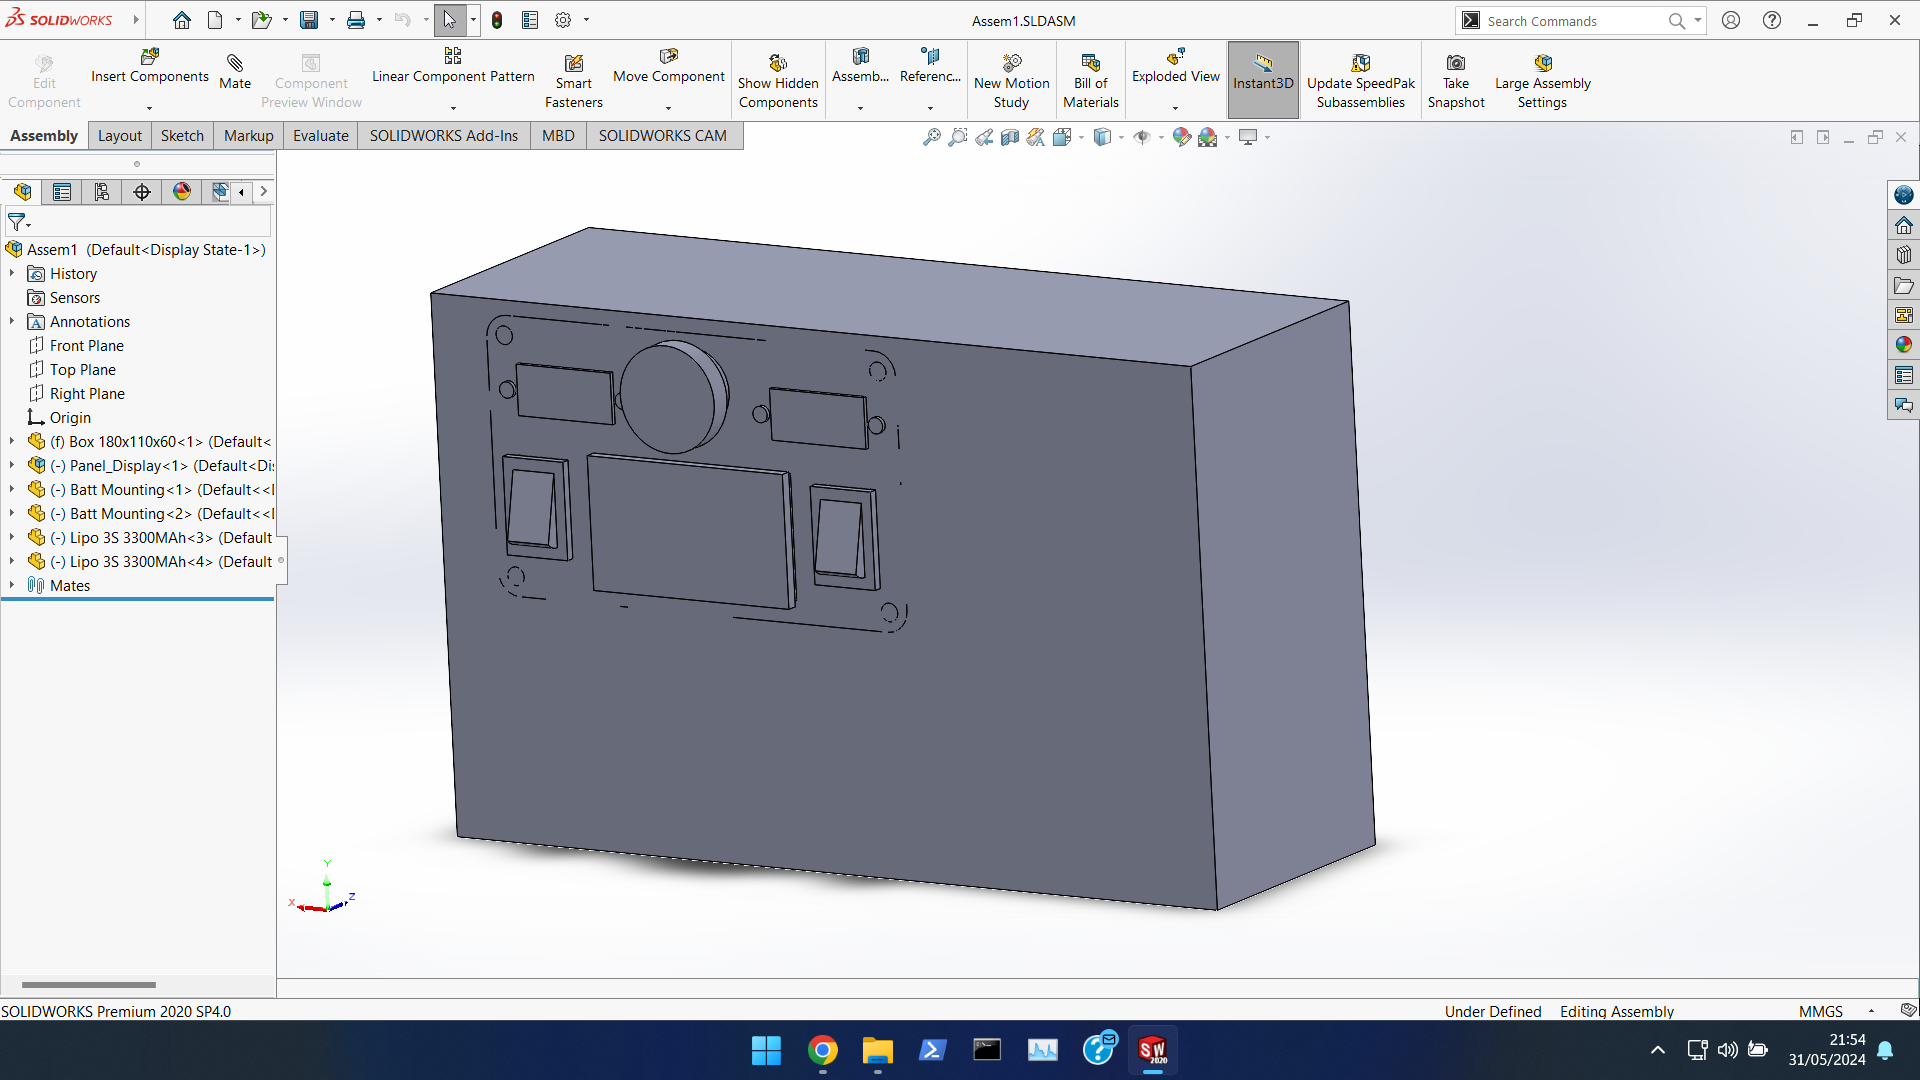 SOLIDWORKS
Assem1.SLDASM
Search Commands
Edit
Component
Insert Components
Mate
Component
Preview Window
Linear Component Pattern
Smart
Fasteners
Move Component
Show Hidden
Components
Assemb...
Referenc...
New Motion
Study
Bill of
Materials
Exploded View
Instant3D
Update SpeedPak
Subassemblies
Take
Snapshot
Large Assembly
Settings
Assembly
Layout
Sketch
Markup
Evaluate
SOLIDWORKS Add-Ins
MBD
SOLIDWORKS CAM
Assem1 (Default<Display State-1>)
History
Sensors
Annotations
Front Plane
Top Plane
Right Plane
Origin
(f) Box 180x110x60<1> (Default<
(-) Panel_Display<1> (Default<Di
(-) Batt Mounting<1> (Default<<
(-) Batt Mounting<2> (Default<<
(-) Lipo 3S 3300MAh<3> (Default
(-) Lipo 3S 3300MAh<4> (Default
Mates
Y
X
Z
SOLIDWORKS Premium 2020 SP4.0
Under Defined
Editing Assembly
MMGS
SW
2020
21:54
31/05/2024